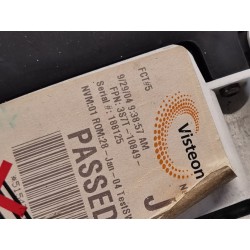 FCT#5
9/29/04 9:38:57 AM
FPN: 3S7T - 10849-
Serial #: 188125
NVM:01 ROM:28 - Jan - 04 TestSW
PASSED
Visteon